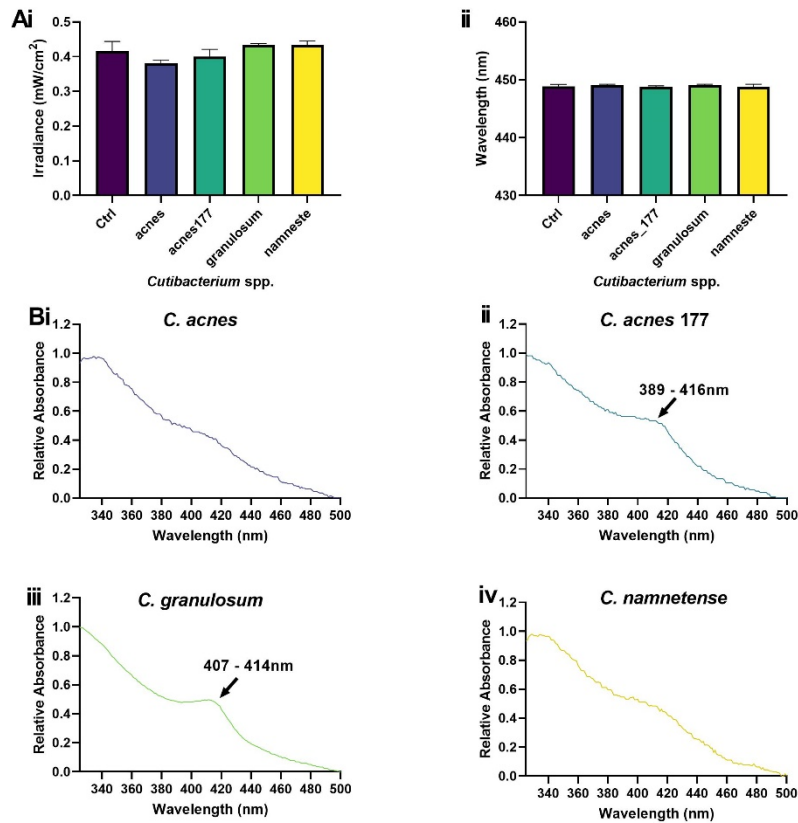 Ai
0.5
0.4
0.3
0.2
0.1
0.0
Irradiance (mW/cm²)
Ctrl
acnes
acnes177
granulosum
namneste
Cutibacterium spp.
ii
460
450
440
430
Wavelength (nm)
Ctrl
acnes
acnes_177
granulosum
namneste
Cutibacterium spp.
Bi
C. acnes
1.2
1.0
0.8
0.6
0.4
0.2
0.0
Relative Absorbance
340 360 380 400 420 440 460 480 500
Wavelength (nm)
ii
C. acnes 177
389 - 416nm
1.2
1.0
0.8
0.6
0.4
0.2
0.0
Relative Absorbance
340 360 380 400 420 440 460 480 500
Wavelength (nm)
iii
C. granulosum
407 - 414nm
1.2
1.0
0.8
0.6
0.4
0.2
0.0
Relative Absorbance
340 360 380 400 420 440 460 480 500
Wavelength (nm)
iv
C. namnetense
1.2
1.0
0.8
0.6
0.4
0.2
0.0
Relative Absorbance
340 360 380 400 420 440 460 480 500
Wavelength (nm)